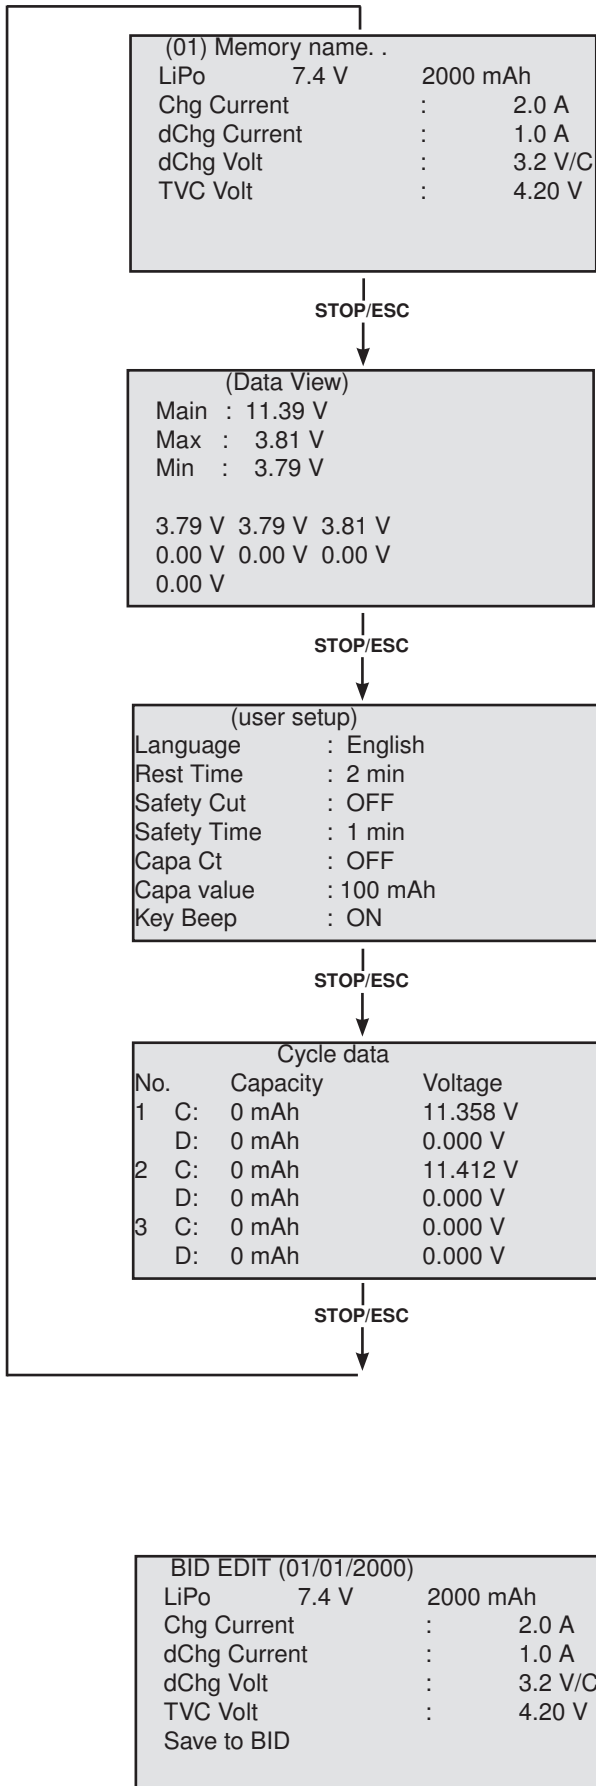 (01) Memory name. .
LiPo 7.4 V 2000 mAh
Chg Current : 2.0 A
dChg Current : 1.0 A
dChg Volt : 3.2 V/C
TVC Volt : 4.20 V
STOP/ESC
(Data View)
Main : 11.39 V
Max : 3.81 V
Min : 3.79 V
3.79 V 3.79 V 3.81 V
0.00 V 0.00 V 0.00 V
0.00 V
STOP/ESC
(user setup)
Language : English
Rest Time : 2 min
Safety Cut : OFF
Safety Time : 1 min
Capa Ct : OFF
Capa value : 100 mAh
Key Beep : ON
STOP/ESC
Cycle data
No. Capacity Voltage
1 C: 0 mAh 11.358 V
D: 0 mAh 0.000 V
2 C: 0 mAh 11.412 V
D: 0 mAh 0.000 V
3 C: 0 mAh 0.000 V
D: 0 mAh 0.000 V
STOP/ESC
BID EDIT (01/01/2000)
LiPo 7.4 V 2000 mAh
Chg Current : 2.0 A
dChg Current : 1.0 A
dChg Volt : 3.2 V/C
TVC Volt : 4.20 V
Save to BID